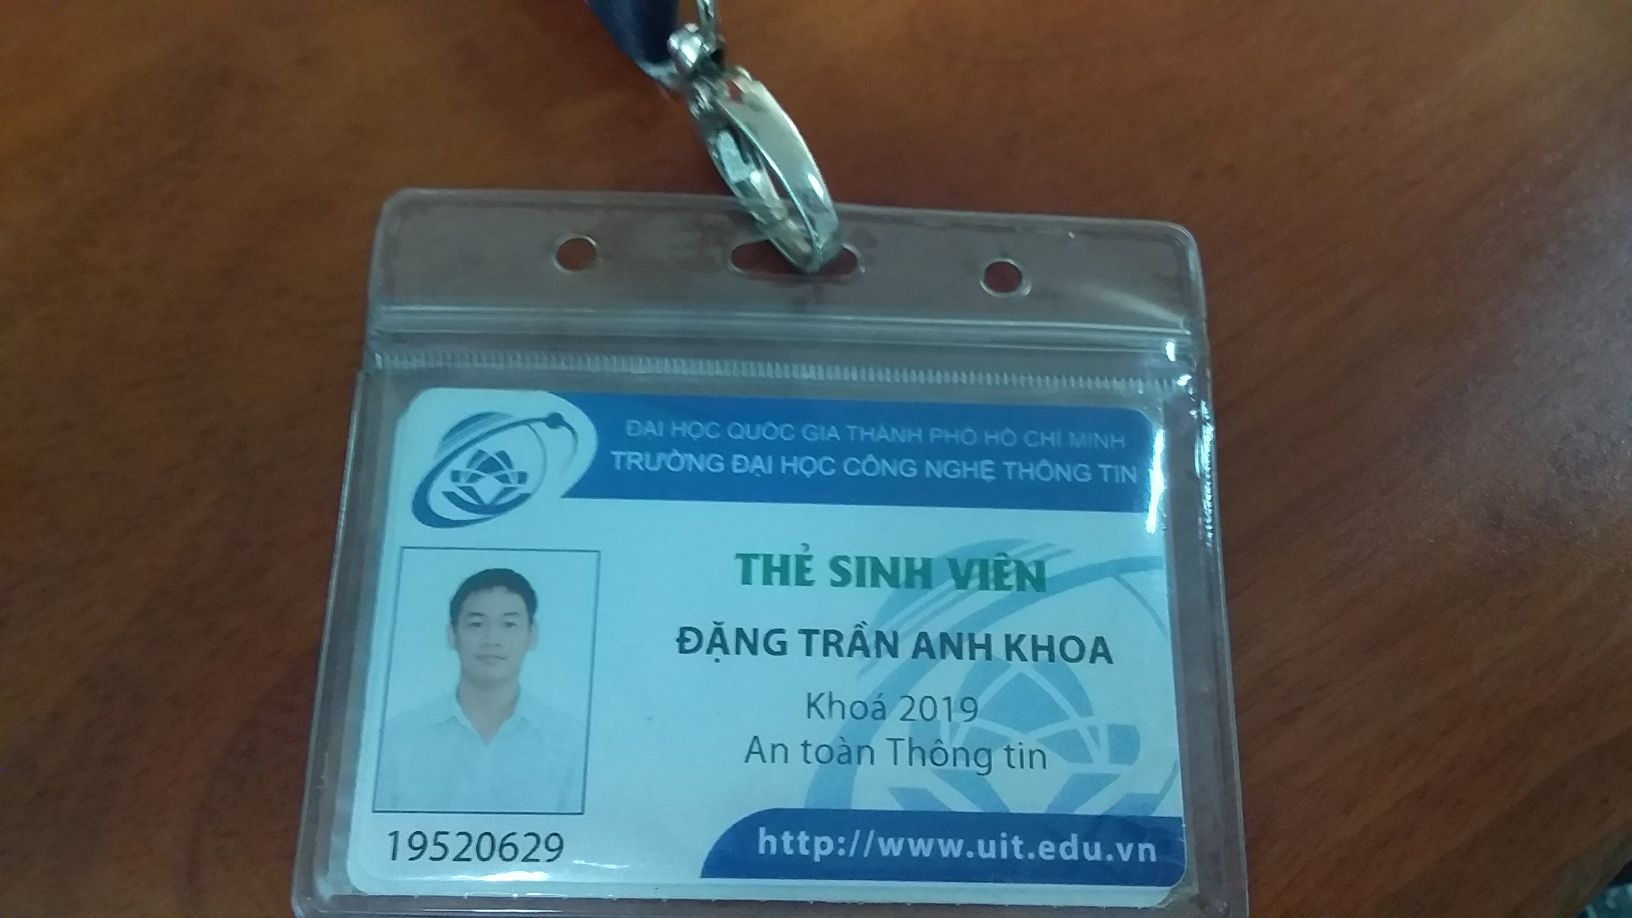 ĐẠI HỌC QUỐC GIA THÀNH PHỐ HỒ CHÍ MINH
TRƯỜNG ĐẠI HỌC CÔNG NGHỆ THÔNG TIN
THẺ SINH VIÊN
ĐẶNG TRẦN ANH KHOA
Khoá 2019
An toàn Thông tin
19520629
http://www.uit.edu.vn